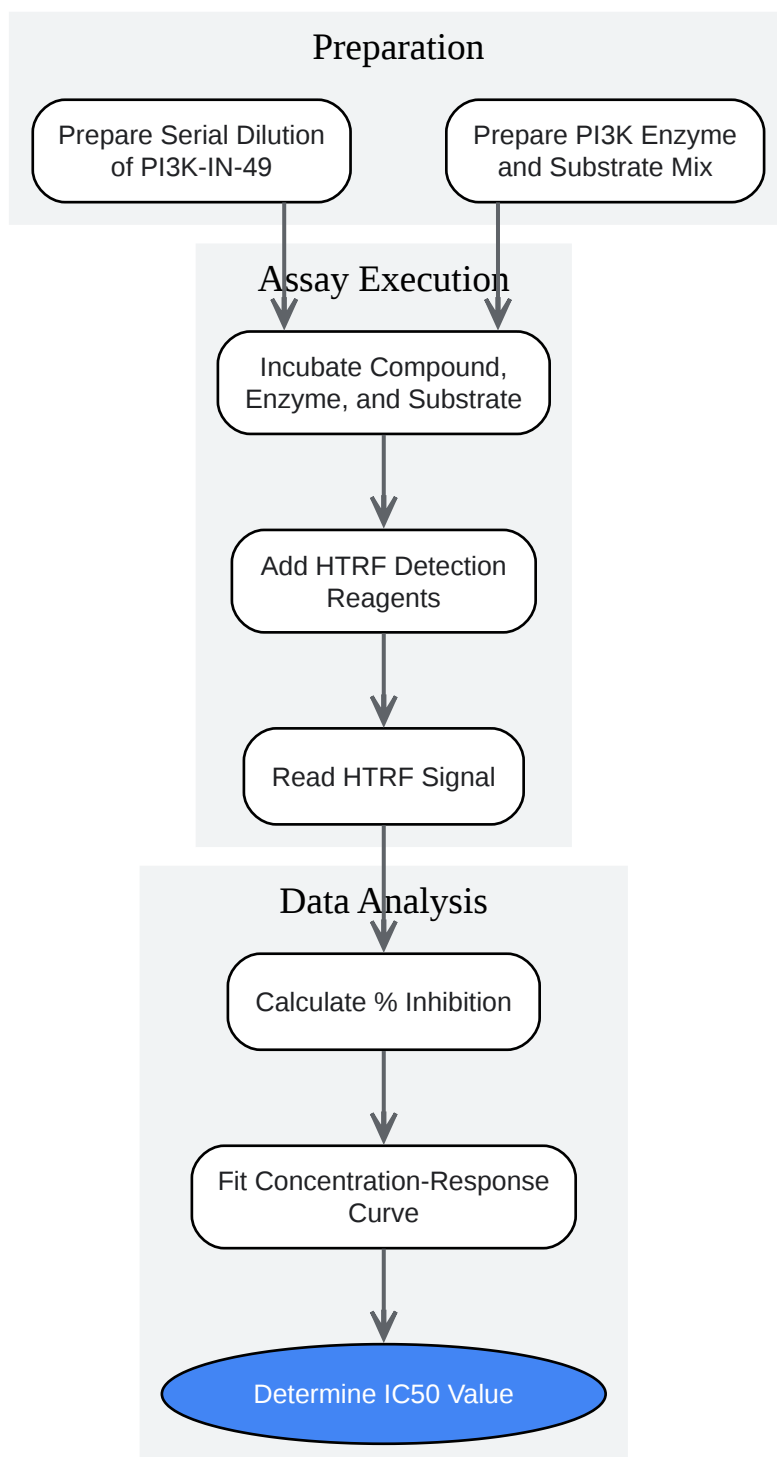 Preparation
Prepare Serial Dilution
of PI3K-IN-49
Prepare PI3K Enzyme
and Substrate Mix
Assay Execution
Incubate Compound,
Enzyme, and Substrate
Add HTRF Detection
Reagents
Read HTRF Signal
Data Analysis
Calculate % Inhibition
Fit Concentration-Response
Curve
Determine IC50 Value